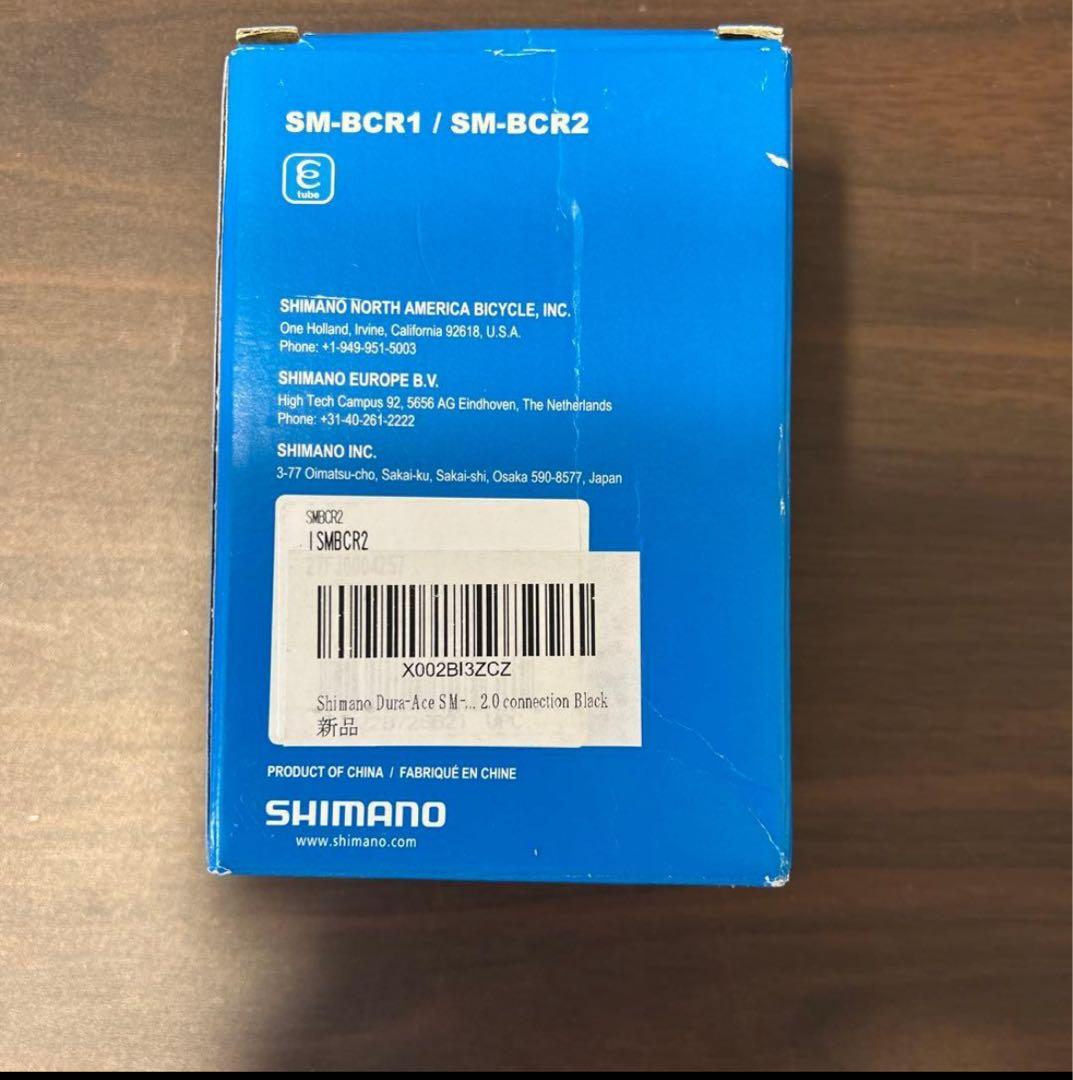 SM-BCR1 / SM-BCR2
e tube
SHIMANO NORTH AMERICA BICYCLE, INC.
One Holland, Irvine, California 92618, U.S.A.
Phone: +1-949-951-5003
SHIMANO EUROPE B.V.
High Tech Campus 92, 5656 AG Eindhoven, The Netherlands
Phone: +31-40-261-2222
SHIMANO INC.
3-77 Oimatsu-cho, Sakai-ku, Sakai-shi, Osaka 590-8577, Japan
SMBCR2
ISMBCR2
X002BI3ZCZ
Shimano Dura-Ace SM-... 2.0 connection Black
新品
PRODUCT OF CHINA / FABRIQUÉ EN CHINE
SHIMANO
www.shimano.com